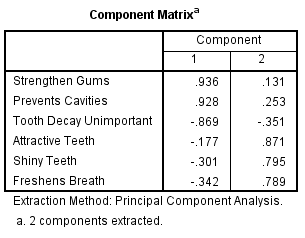 Component Matrixa
Component
1 2
Strengthen Gums .936 .131
Prevents Cavities .928 .253
Tooth Decay Unimportant -.869 -.351
Attractive Teeth -.177 .871
Shiny Teeth -.301 .795
Freshens Breath -.342 .789
Extraction Method: Principal Component Analysis.
a. 2 components extracted.